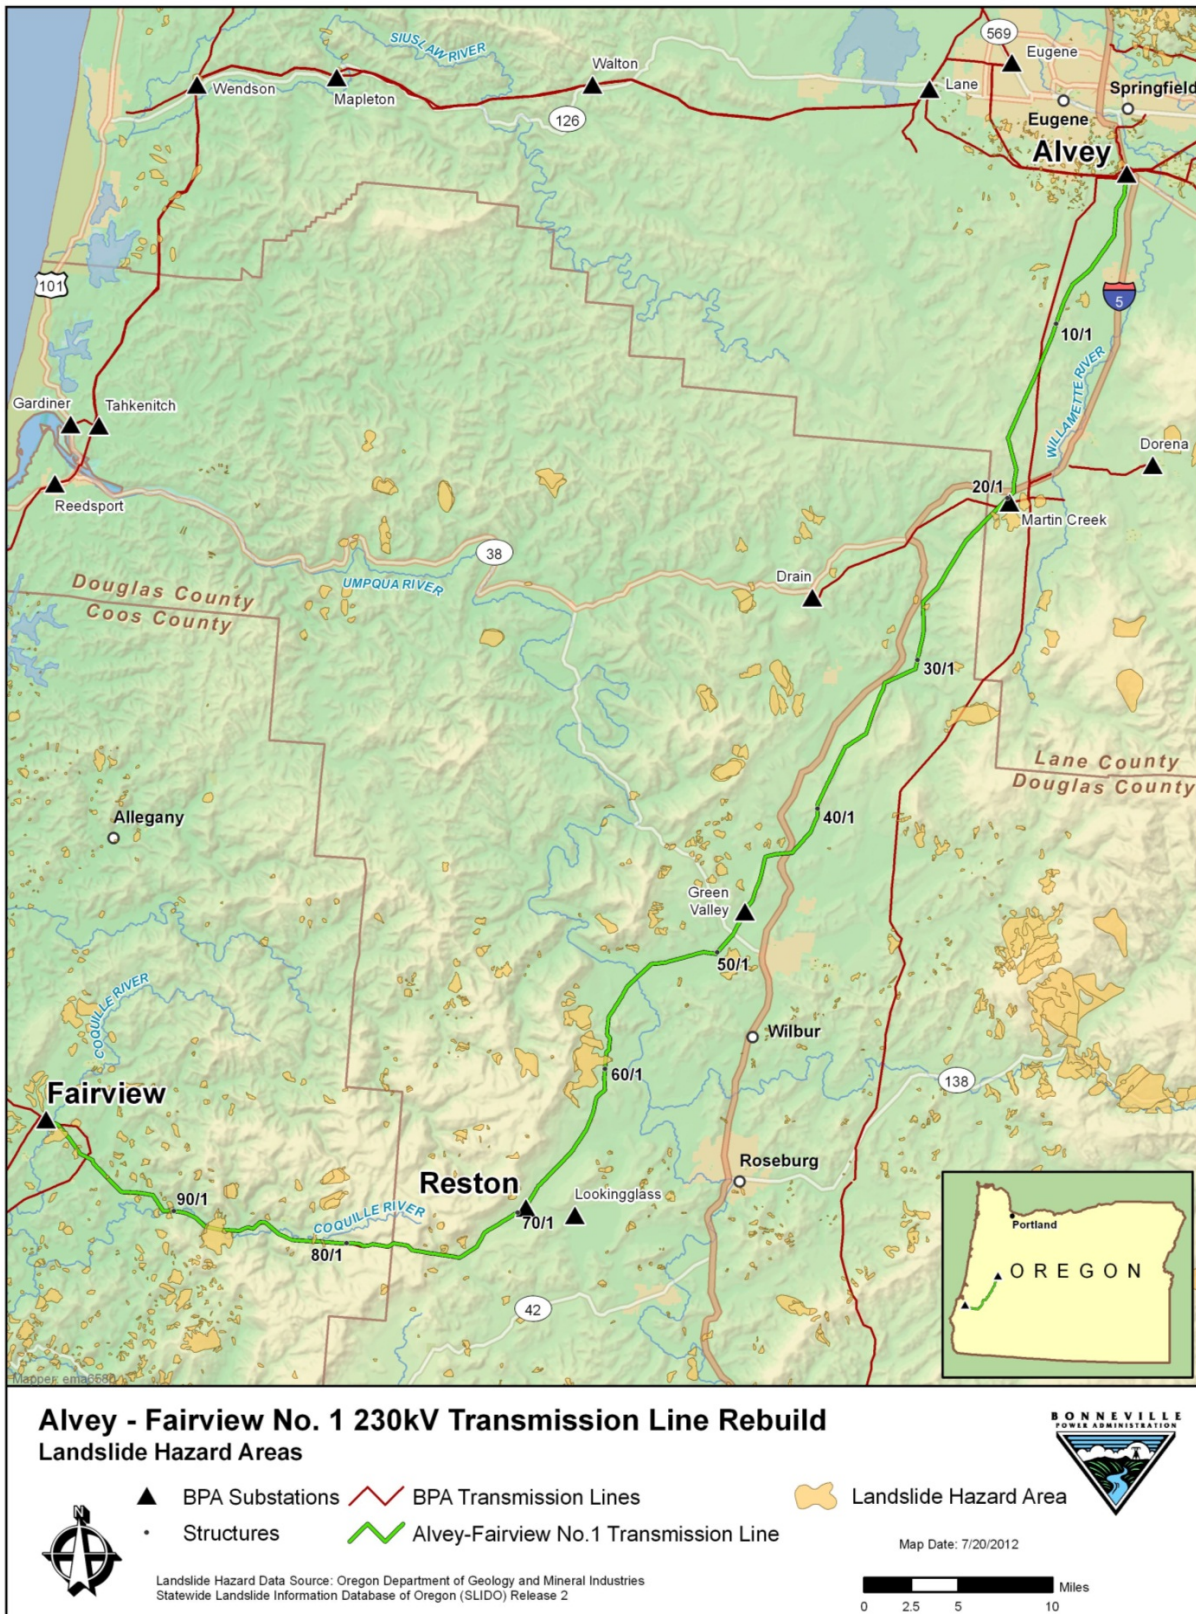 SIUSLAW RIVER
Wendson
Mapleton
Walton
126
569
Eugene
Lane
Springfield
Eugene
Alvey
101
5
10/1
WILLAMETTE RIVER
Gardiner
Tahkenitch
Reedsport
Dorena
20/1
Martin Creek
38
UMPQUA RIVER
Drain
Douglas County
Coos County
30/1
Lane County
Douglas County
Allegany
40/1
Green
Valley
50/1
COQUILLE RIVER
Wilbur
Fairview
60/1
138
Roseburg
Reston
Lookingglass
70/1
90/1
COQUILLE RIVER
80/1
42
Portland
OREGON
Alvey - Fairview No. 1 230kV Transmission Line Rebuild
Landslide Hazard Areas
BONNEVILLE
POWER ADMINISTRATION
BPA Substations
BPA Transmission Lines
Landslide Hazard Area
Structures
Alvey-Fairview No.1 Transmission Line
N
Map Date: 7/20/2012
Landslide Hazard Data Source: Oregon Department of Geology and Mineral Industries
Statewide Landslide Information Database of Oregon (SLIDO) Release 2
Miles
0 2.5 5 10